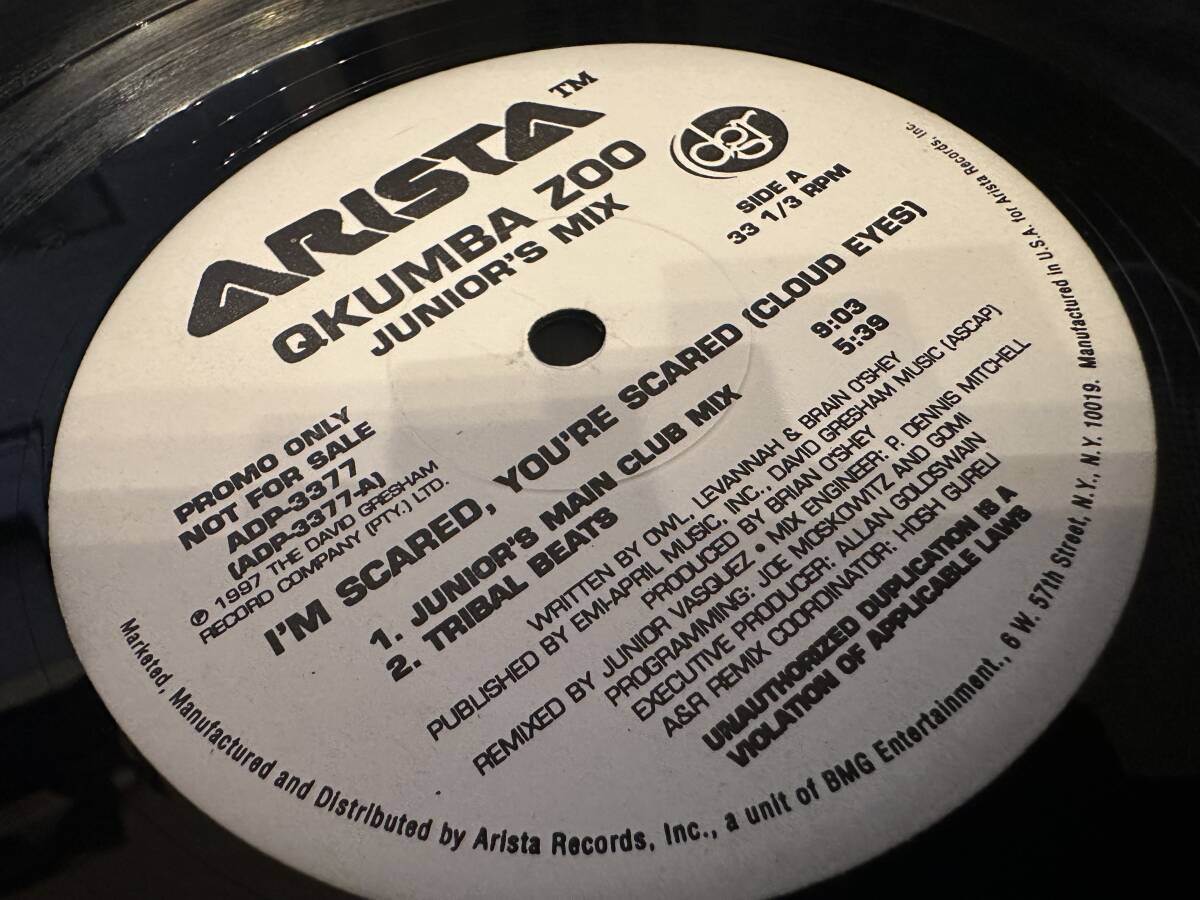 ARISTA™
QKUMBA ZOO
JUNIOR'S MIX
dgr
SIDE A
33 1/3 RPM
PROMO ONLY
NOT FOR SALE
ADP-3377
(ADP-3377-A)
℗ 1997 THE DAVID GRESHAM
RECORD COMPANY (PTY.) LTD.
I'M SCARED, YOU'RE SCARED (CLOUD EYES)
1. JUNIOR'S MAIN CLUB MIX 9:03
2. TRIBAL BEATS 5:39
WRITTEN BY OWL, LEVANNAH & BRAIN O'SHEY
PUBLISHED BY EMI-APRIL MUSIC, INC., DAVID GRESHAM MUSIC (ASCAP)
PRODUCED BY BRIAN O'SHEY
REMIXED BY JUNIOR VASQUEZ • MIX ENGINEER: P. DENNIS MITCHELL
PROGRAMMING: JOE MOSKOWITZ AND GOMI
EXECUTIVE PRODUCER: ALLAN GOLDSWAIN
A&R REMIX COORDINATOR: HOSH GURELI
UNAUTHORIZED DUPLICATION IS A
VIOLATION OF APPLICABLE LAWS
Marketed, Manufactured and Distributed by Arista Records, Inc., a unit of BMG Entertainment., 6 W. 57th Street, N.Y., N.Y. 10019. Manufactured in U.S.A. for Arista Records, Inc.